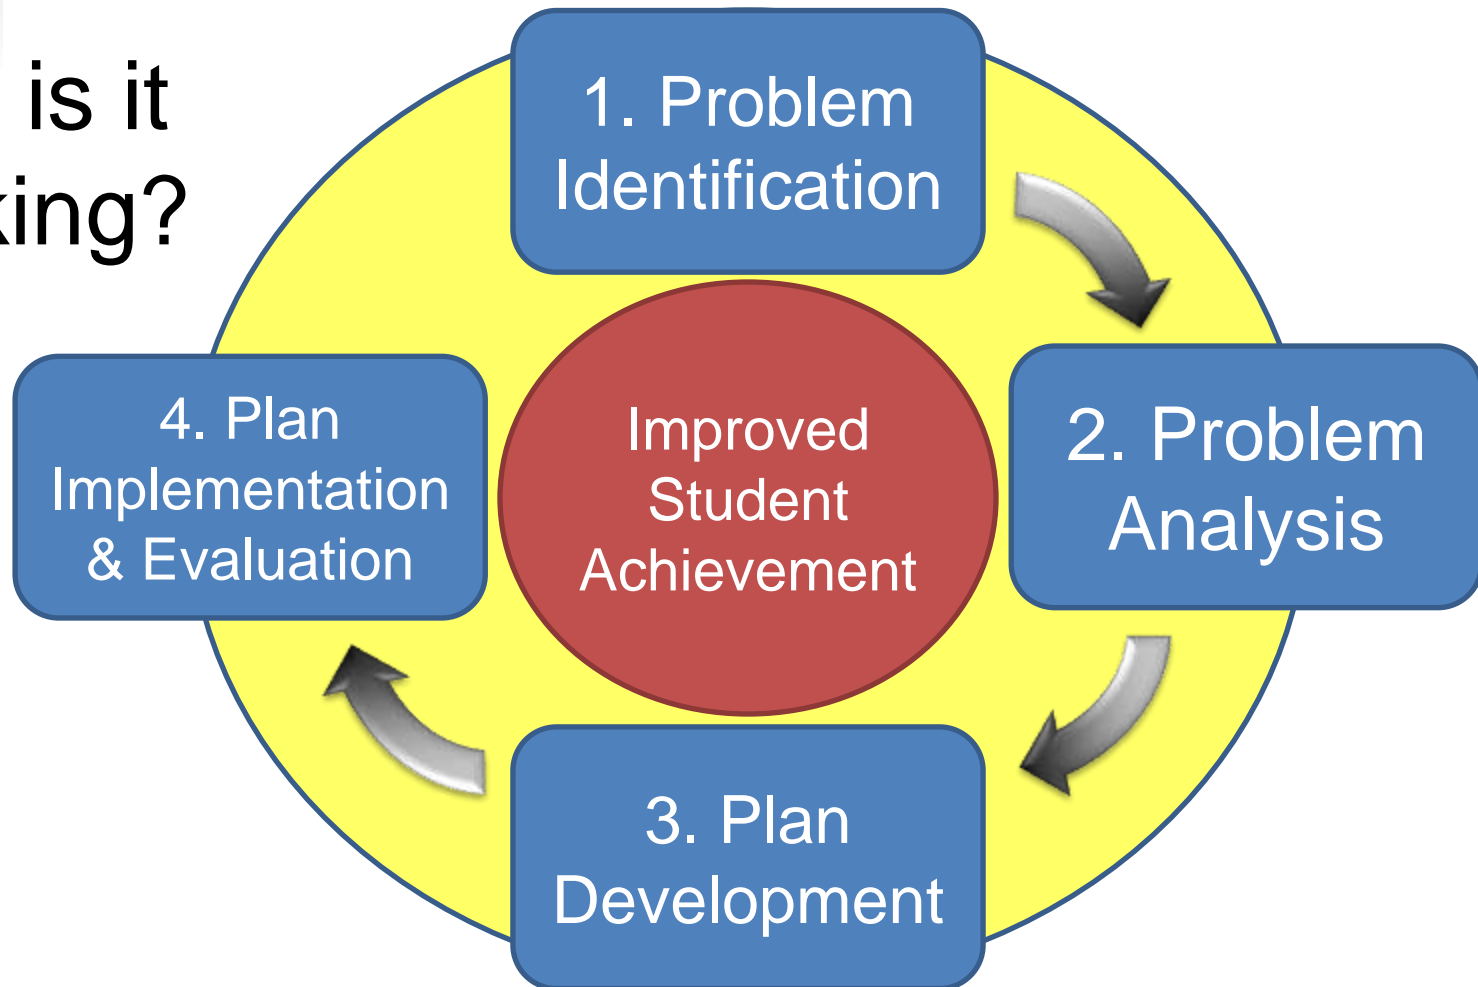 is it
king?
1. Problem
Identification
2. Problem
Analysis
3. Plan
Development
4. Plan
Implementation
& Evaluation
Improved
Student
Achievement